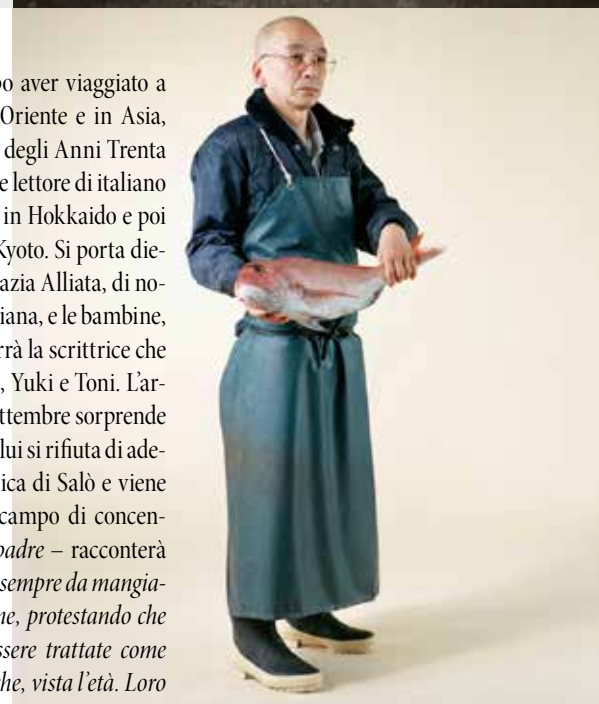 o aver viaggiato a
Oriente e in Asia,
degli Anni Trenta
e lettore di italiano
in Hokkaido e poi
Kyoto. Si porta die-
azia Alliata, di no-
iana, e le bambine,
rà la scrittrice che
, Yuki e Toni. L'ar-
ttembre sorprende
lui si rifiuta di ade-
ica di Salò e viene
campo di concen-
padre – racconterà
sempre da mangia-
ne, protestando che
ssere trattate come
he, vista l'età. Loro